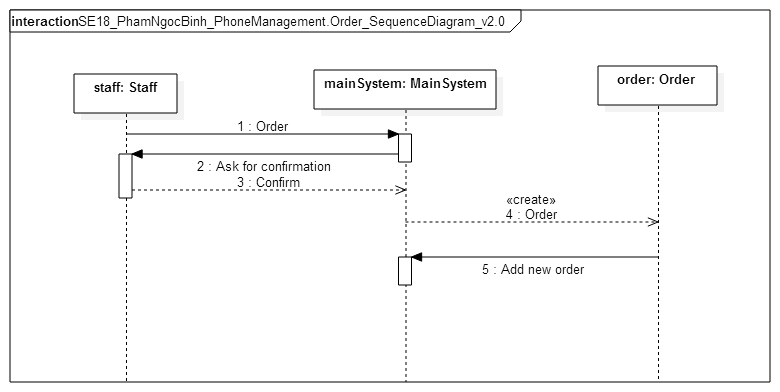 interactionSE18_PhamNgocBinh_PhoneManagement.Order_SequenceDiagram_v2.0
staff: Staff
mainSystem: MainSystem
order: Order
1 : Order
2 : Ask for confirmation
3 : Confirm
«create»
4 : Order
5 : Add new order